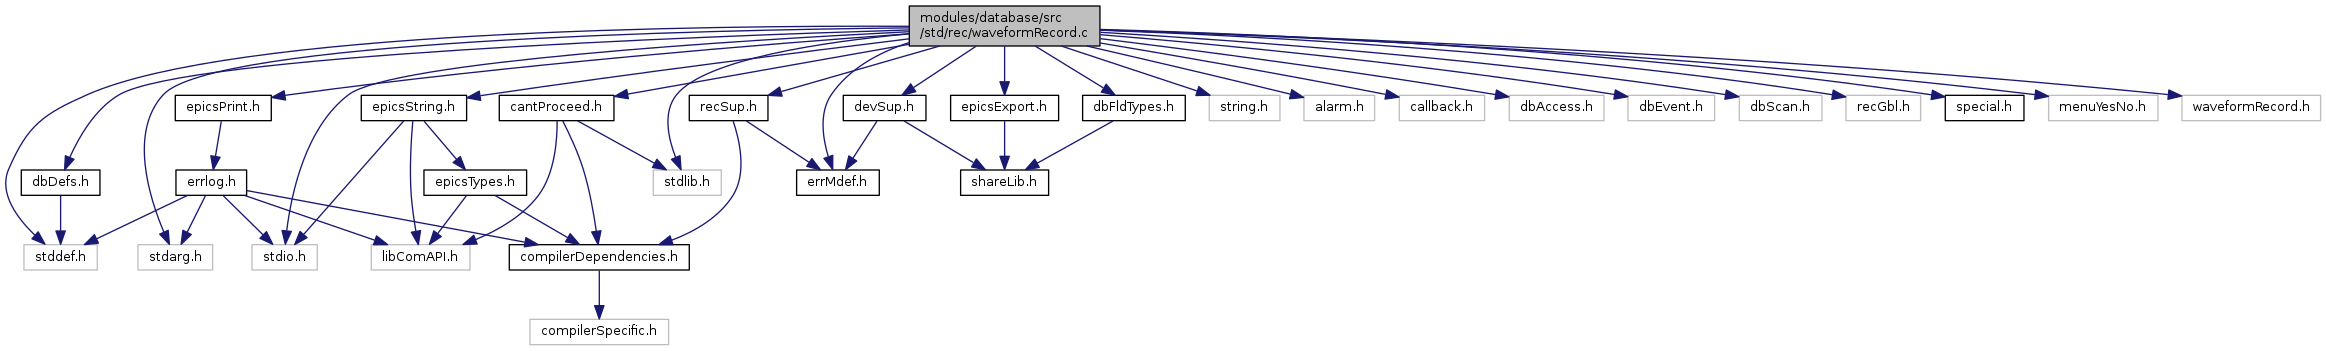 modules/database/src
/std/rec/waveformRecord.c
epicsPrint.h
epicsString.h
cantProceed.h
recSup.h
devSup.h
epicsExport.h
dbFldTypes.h
string.h
alarm.h
callback.h
dbAccess.h
dbEvent.h
dbScan.h
recGbl.h
special.h
menuYesNo.h
waveformRecord.h
dbDefs.h
errlog.h
epicsTypes.h
stdlib.h
errMdef.h
shareLib.h
stddef.h
stdarg.h
stdio.h
libComAPI.h
compilerDependencies.h
compilerSpecific.h